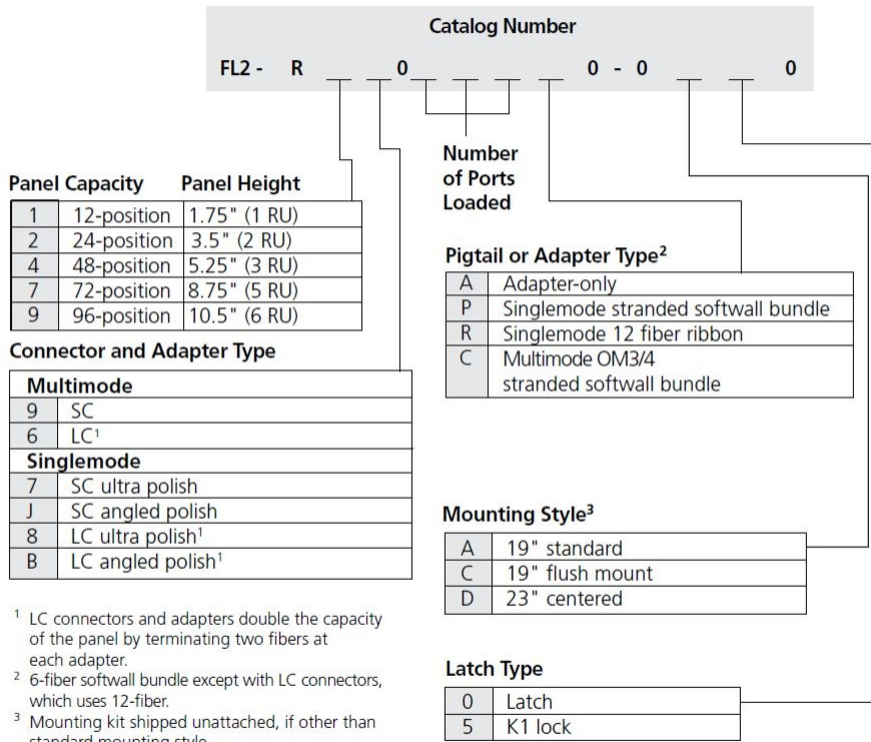 Catalog Number
FL2 - R _ _ 0 _ _ _ _ 0 - 0 _ _ 0
Panel Capacity Panel Height
1 12-position 1.75" (1 RU)
2 24-position 3.5" (2 RU)
4 48-position 5.25" (3 RU)
7 72-position 8.75" (5 RU)
9 96-position 10.5" (6 RU)
Connector and Adapter Type
Multimode
9 SC
6 LC¹
Singlemode
7 SC ultra polish
J SC angled polish
8 LC ultra polish¹
B LC angled polish¹
¹ LC connectors and adapters double the capacity
of the panel by terminating two fibers at
each adapter.
² 6-fiber softwall bundle except with LC connectors,
which uses 12-fiber.
³ Mounting kit shipped unattached, if other than
standard mounting style
Number
of Ports
Loaded
Pigtail or Adapter Type²
A Adapter-only
P Singlemode stranded softwall bundle
R Singlemode 12 fiber ribbon
C Multimode OM3/4
stranded softwall bundle
Mounting Style³
A 19" standard
C 19" flush mount
D 23" centered
Latch Type
0 Latch
5 K1 lock